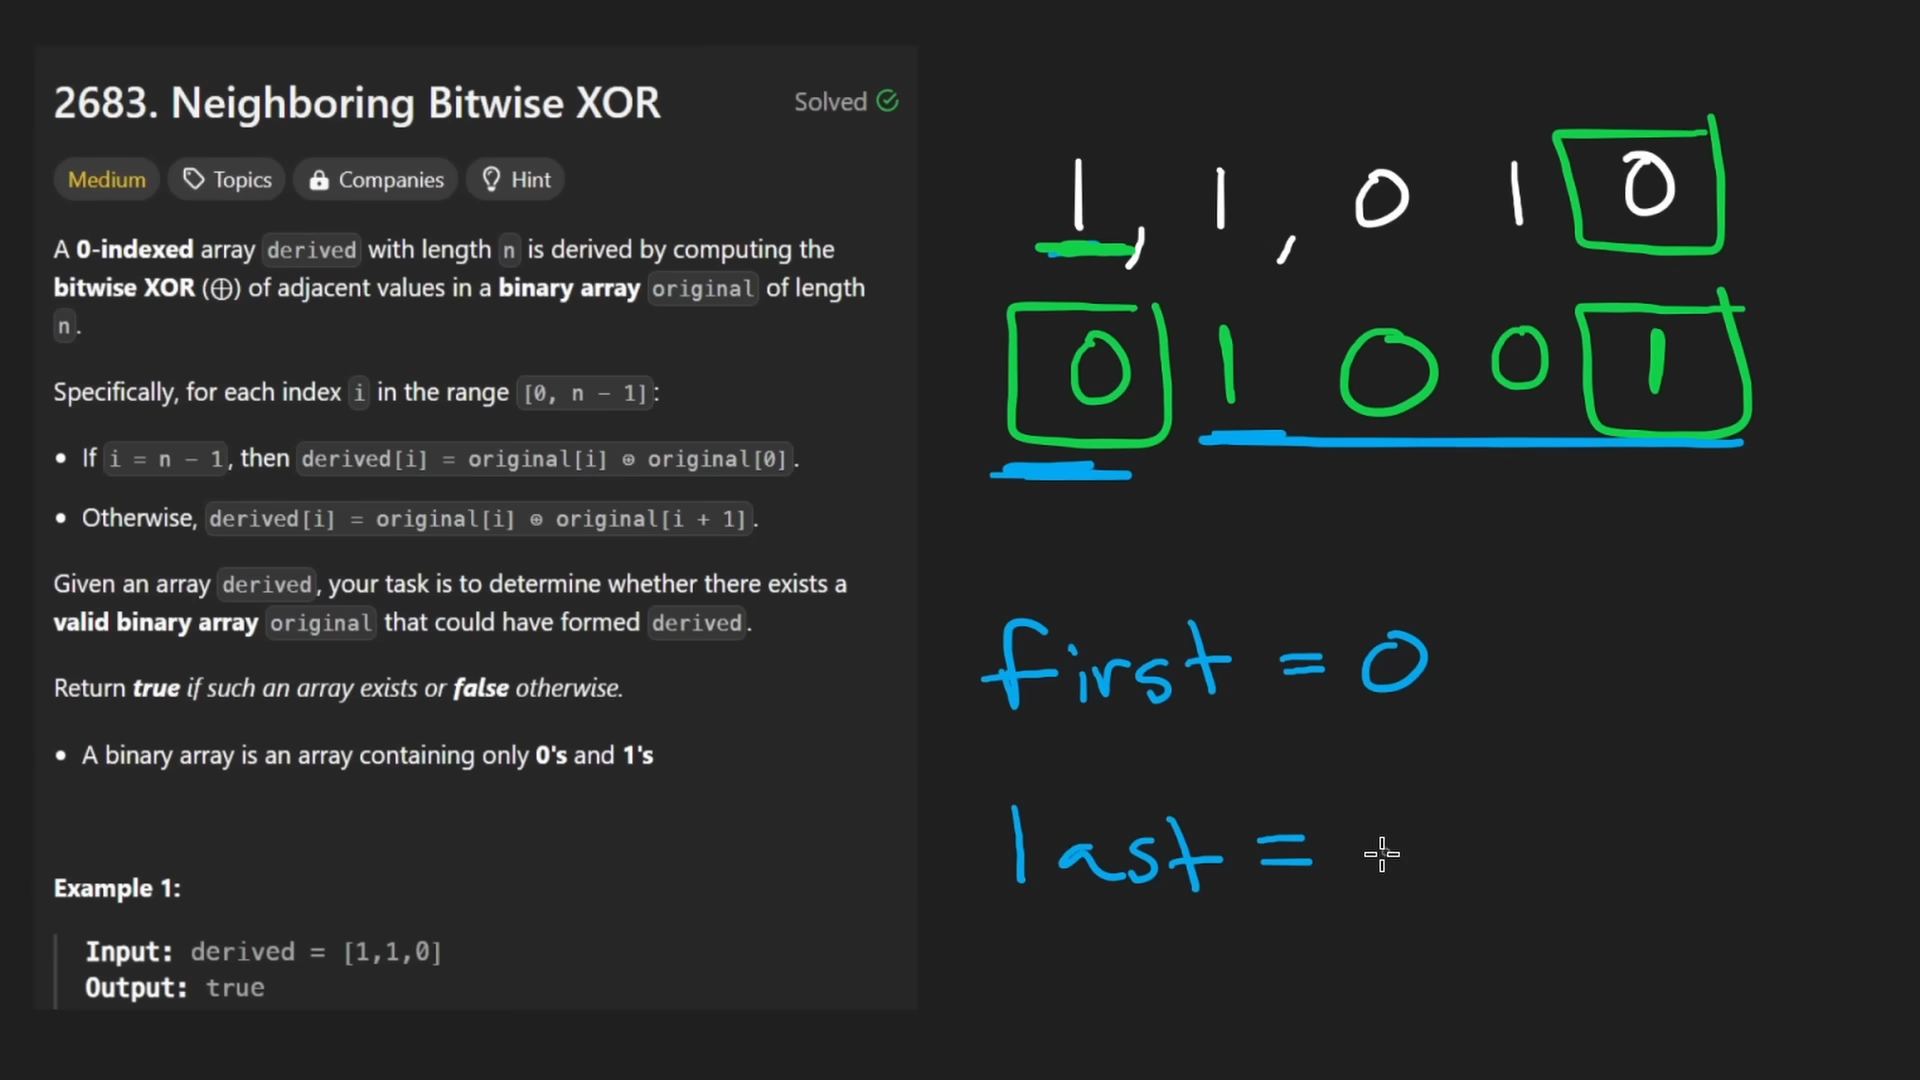 2683. Neighboring Bitwise XOR
Solved
Medium Topics Companies Hint
A 0-indexed array derived with length n is derived by computing the
bitwise XOR (⊕) of adjacent values in a binary array original of length
n.
Specifically, for each index i in the range [0, n - 1]:
• If i = n - 1, then derived[i] = original[i] ⊕ original[0].
• Otherwise, derived[i] = original[i] ⊕ original[i + 1].
Given an array derived, your task is to determine whether there exists a
valid binary array original that could have formed derived.
Return true if such an array exists or false otherwise.
• A binary array is an array containing only 0's and 1's
Example 1:
Input: derived = [1,1,0]
Output: true
1, 1, 0 1 0
0 1 0 0 1
first = 0
last =